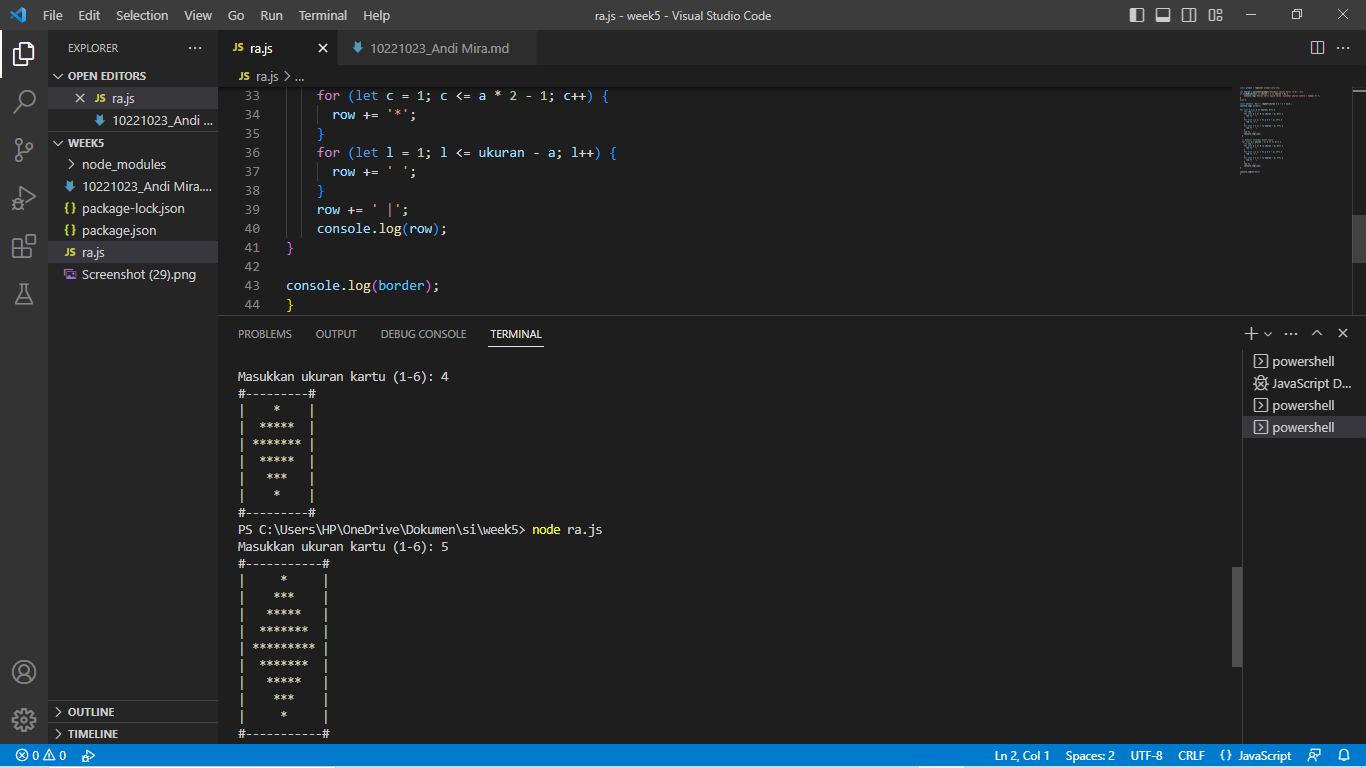 File Edit Selection View Go Run Terminal Help
ra.js - week5 - Visual Studio Code
EXPLORER
OPEN EDITORS
JS ra.js
10221023_Andi ...
WEEK5
node_modules
10221023_Andi Mira....
{} package-lock.json
{} package.json
JS ra.js
Screenshot (29).png
OUTLINE
TIMELINE
JS ra.js
10221023_Andi Mira.md
JS ra.js > ...
33 for (let c = 1; c <= a * 2 - 1; c++) {
34 row += '*';
35 }
36 for (let l = 1; l <= ukuran - a; l++) {
37 row += ' ';
38 }
39 row += ' |';
40 console.log(row);
41 }
42
43 console.log(border);
44 }
PROBLEMS OUTPUT DEBUG CONSOLE TERMINAL
Masukkan ukuran kartu (1-6): 4
#---------#
|    *    |
|  *****  |
| ******* |
|  *****  |
|   ***   |
|    *    |
#---------#
PS C:\Users\HP\OneDrive\Dokumen\si\week5> node ra.js
Masukkan ukuran kartu (1-6): 5
#-----------#
|     *     |
|    ***    |
|   *****   |
|  *******  |
| ********* |
|  *******  |
|   *****   |
|    ***    |
|     *     |
#-----------#
powershell
JavaScript D...
powershell
powershell
0 0
Ln 2, Col 1 Spaces: 2 UTF-8 CRLF {} JavaScript